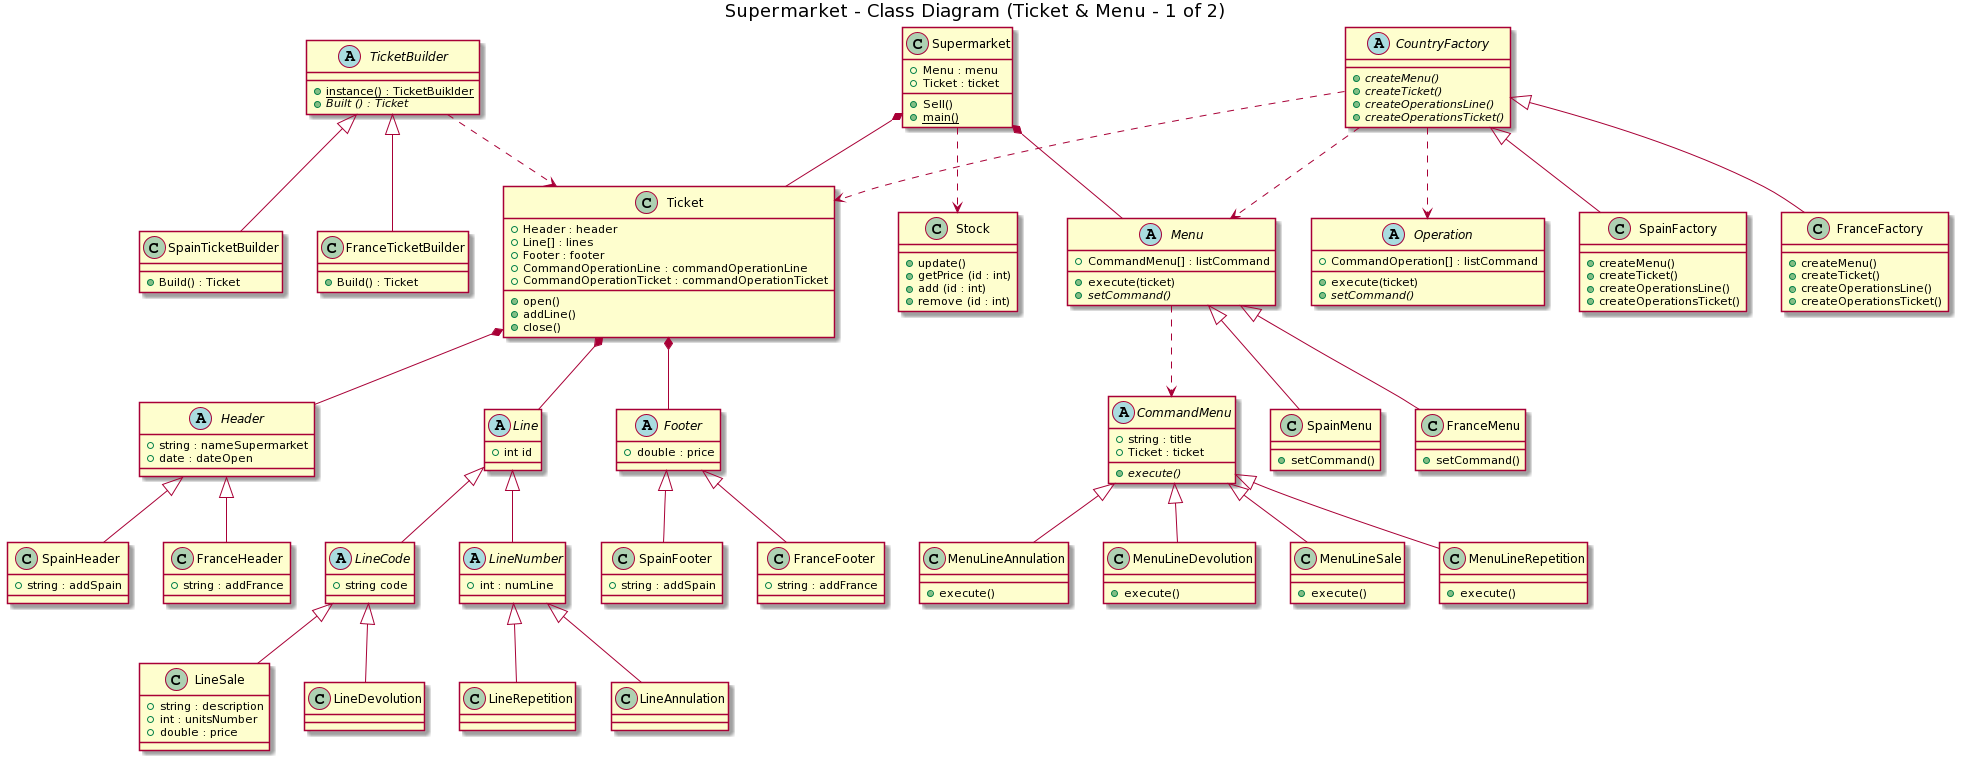 Supermarket - Class Diagram (Ticket & Menu - 1 of 2)
A TicketBuilder
instance() : TicketBuiklder
Built () : Ticket
C Supermarket
Menu : menu
Ticket : ticket
Sell()
main()
A CountryFactory
createMenu()
createTicket()
createOperationsLine()
createOperationsTicket()
C SpainTicketBuilder
Build() : Ticket
C FranceTicketBuilder
Build() : Ticket
C Ticket
Header : header
Line[] : lines
Footer : footer
CommandOperationLine : commandOperationLine
CommandOperationTicket : commandOperationTicket
open()
addLine()
close()
C Stock
update()
getPrice (id : int)
add (id : int)
remove (id : int)
A Menu
CommandMenu[] : listCommand
execute(ticket)
setCommand()
A Operation
CommandOperation[] : listCommand
execute(ticket)
setCommand()
C SpainFactory
createMenu()
createTicket()
createOperationsLine()
createOperationsTicket()
C FranceFactory
createMenu()
createTicket()
createOperationsLine()
createOperationsTicket()
A Header
string : nameSupermarket
date : dateOpen
A Line
int id
A Footer
double : price
A CommandMenu
string : title
Ticket : ticket
execute()
C SpainMenu
setCommand()
C FranceMenu
setCommand()
C SpainHeader
string : addSpain
C FranceHeader
string : addFrance
A LineCode
string code
A LineNumber
int : numLine
C SpainFooter
string : addSpain
C FranceFooter
string : addFrance
C MenuLineAnnulation
execute()
C MenuLineDevolution
execute()
C MenuLineSale
execute()
C MenuLineRepetition
execute()
C LineSale
string : description
int : unitsNumber
double : price
C LineDevolution
C LineRepetition
C LineAnnulation